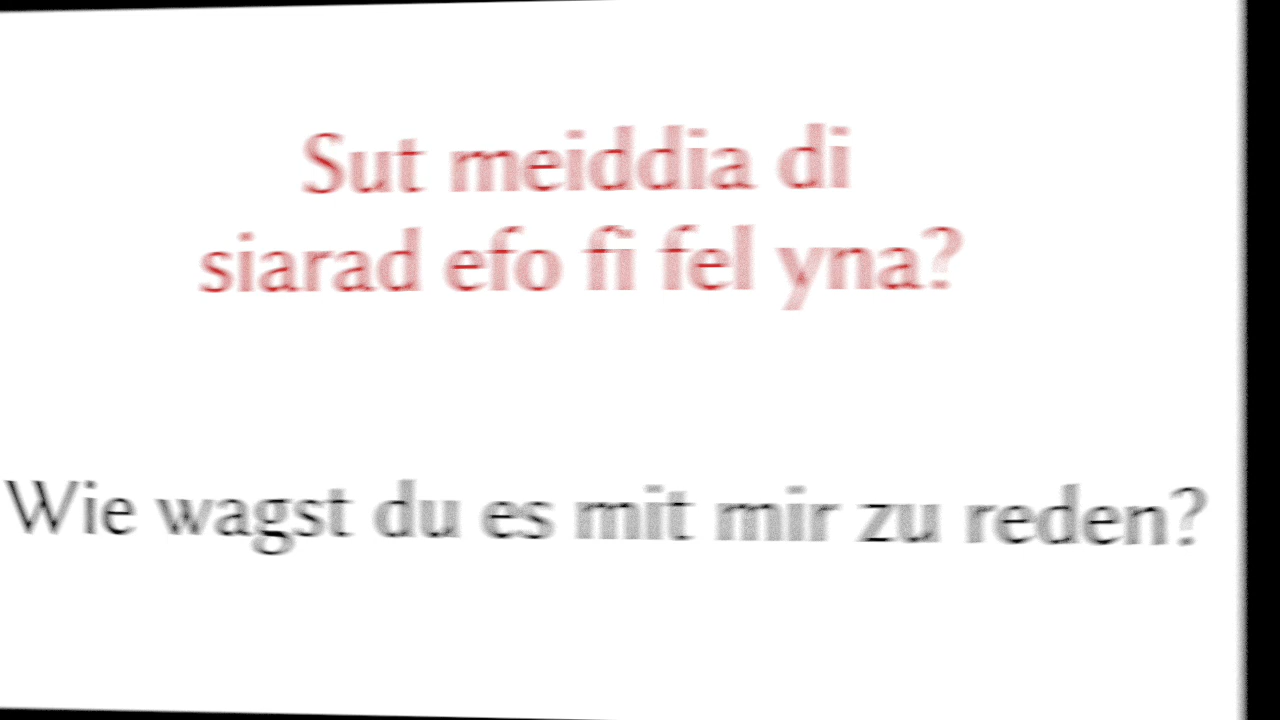 Sut meiddia di
siarad efo fi fel yna?
Wie wagst du es mit mir zu reden?